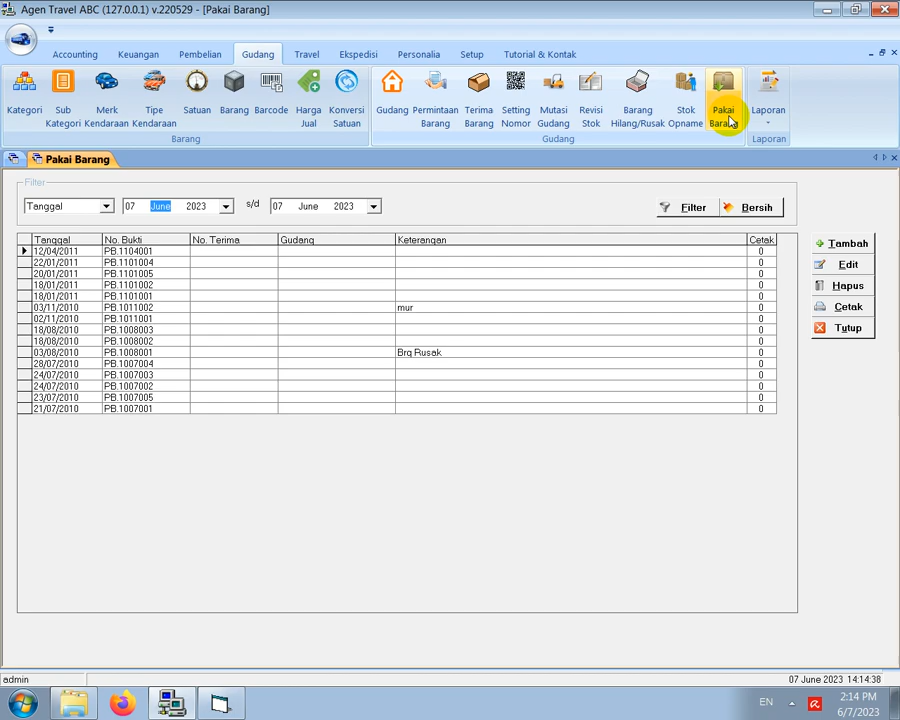 Agen Travel ABC (127.0.0.1) v.220529 - [Pakai Barang]
Accounting Keuangan Pembelian Gudang Travel Ekspedisi Personalia Setup Tutorial & Kontak
Kategori Sub Kategori Merk Kendaraan Tipe Kendaraan Satuan Barang Barcode Harga Jual Konversi Satuan Gudang Permintaan Barang Terima Barang Setting Nomor Mutasi Gudang Revisi Stok Barang Hilang/Rusak Stok Opname Pakai Barang Laporan
Barang Gudang Laporan
Pakai Barang
Filter
Tanggal 07 June 2023 s/d 07 June 2023 Filter Bersih
Tanggal No. Bukti No. Terima Gudang Keterangan Cetak
12/04/2011 PB.1104001 0
22/01/2011 PB.1101004 0
20/01/2011 PB.1101005 0
18/01/2011 PB.1101002 0
18/01/2011 PB.1101001 0
03/11/2010 PB.1011002 mur 0
02/11/2010 PB.1011001 0
18/08/2010 PB.1008003 0
18/08/2010 PB.1008002 0
03/08/2010 PB.1008001 Brg Rusak 0
28/07/2010 PB.1007004 0
24/07/2010 PB.1007003 0
24/07/2010 PB.1007002 0
23/07/2010 PB.1007005 0
21/07/2010 PB.1007001 0
Tambah
Edit
Hapus
Cetak
Tutup
admin 07 June 2023 14:14:38
EN 2:14 PM
6/7/2023